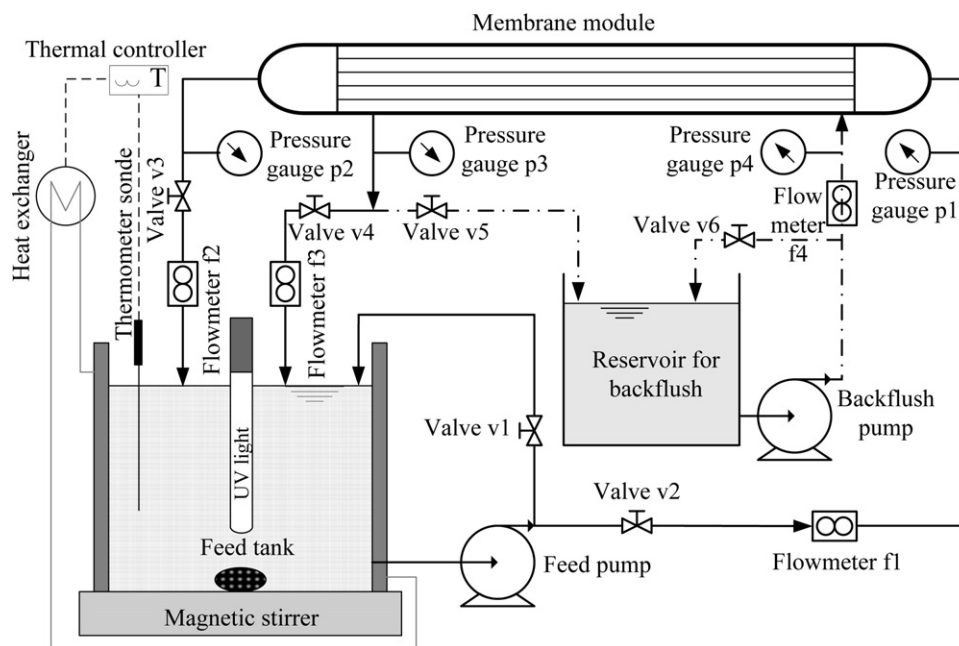 Membrane module
Thermal controller
T
Heat exchanger
Thermometer sonde
Valve v3
Pressure
gauge p2
Pressure
gauge p3
Pressure
gauge p4
Pressure
gauge p1
Flow
meter
f4
Valve v4
Valve v5
Valve v6
Flowmeter f2
Flowmeter f3
Reservoir for
backflush
Backflush
pump
Valve v1
Valve v2
UV light
Feed tank
Feed pump
Flowmeter f1
Magnetic stirrer